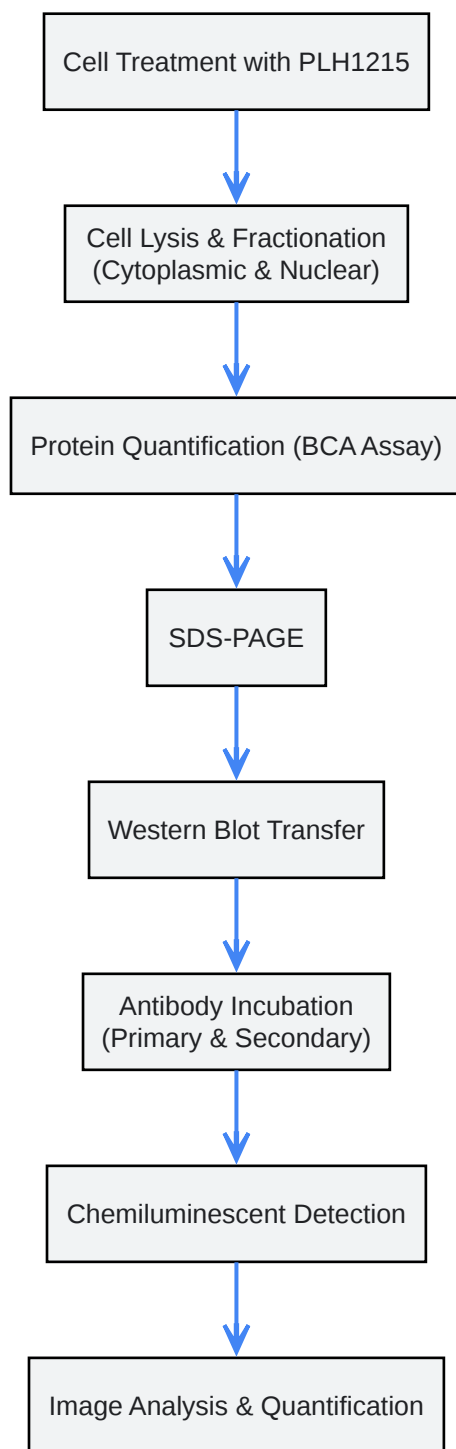 Cell Treatment with PLH1215
Cell Lysis & Fractionation
(Cytoplasmic & Nuclear)
Protein Quantification (BCA Assay)
SDS-PAGE
Western Blot Transfer
Antibody Incubation
(Primary & Secondary)
Chemiluminescent Detection
Image Analysis & Quantification